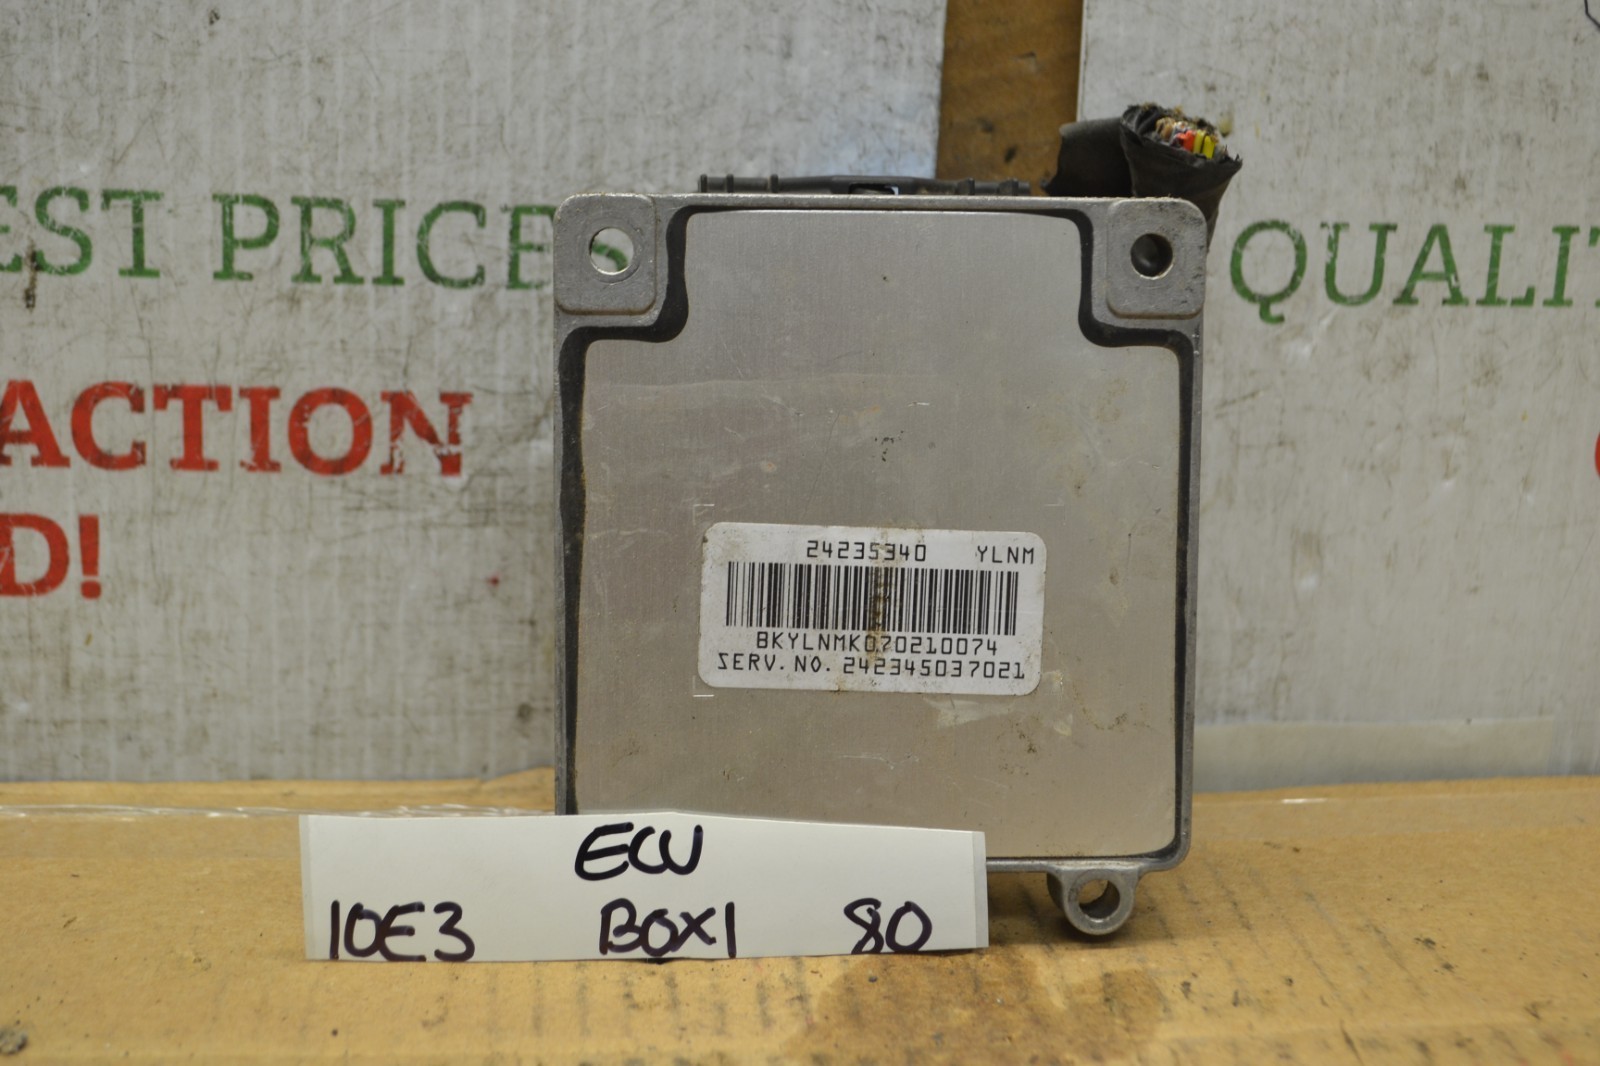 EST PRICES
ACTION
D!
QUALIT
24235340 YLNM
BKYLNMK070210074
SERV. NO. 242345037021
ECU
10E3 BOX1 80